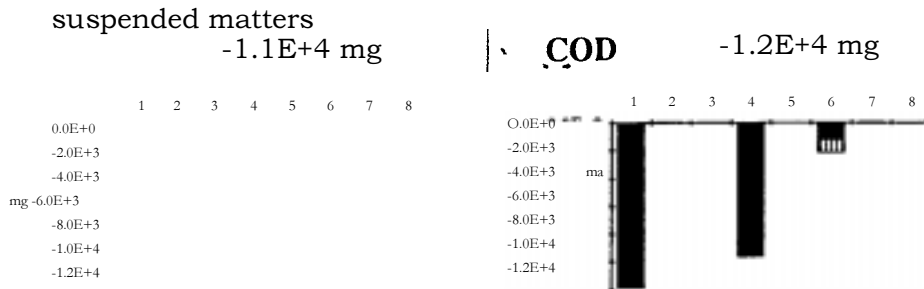 suspended matters
-1.1E+4 mg
1 2 3 4 5 6 7 8
0.0E+0
-2.0E+3
-4.0E+3
mg -6.0E+3
-8.0E+3
-1.0E+4
-1.2E+4
COD -1.2E+4 mg
1 2 3 4 5 6 7 8
O.0E+0
-2.0E+3
ma
-4.0E+3
-6.0E+3
-8.0E+3
-1.0E+4
-1.2E+4